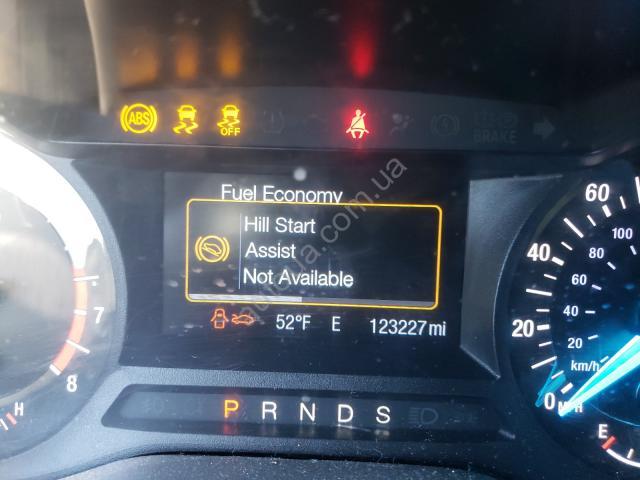 ABS
OFF
BRAKE
Fuel Economy
Hill Start
Assist
Not Available
52°F E 123227 mi
P R N D S
7
8
H
60
40
20
0
MPH
100
80
60
40
20
km/h
E